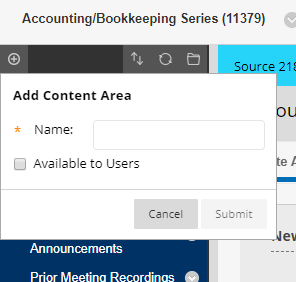 Accounting/Bookkeeping Series (11379)
Source 218
Add Content Area
* Name:
Available to Users
Cancel
Submit
Announcements
Prior Meeting Recordings